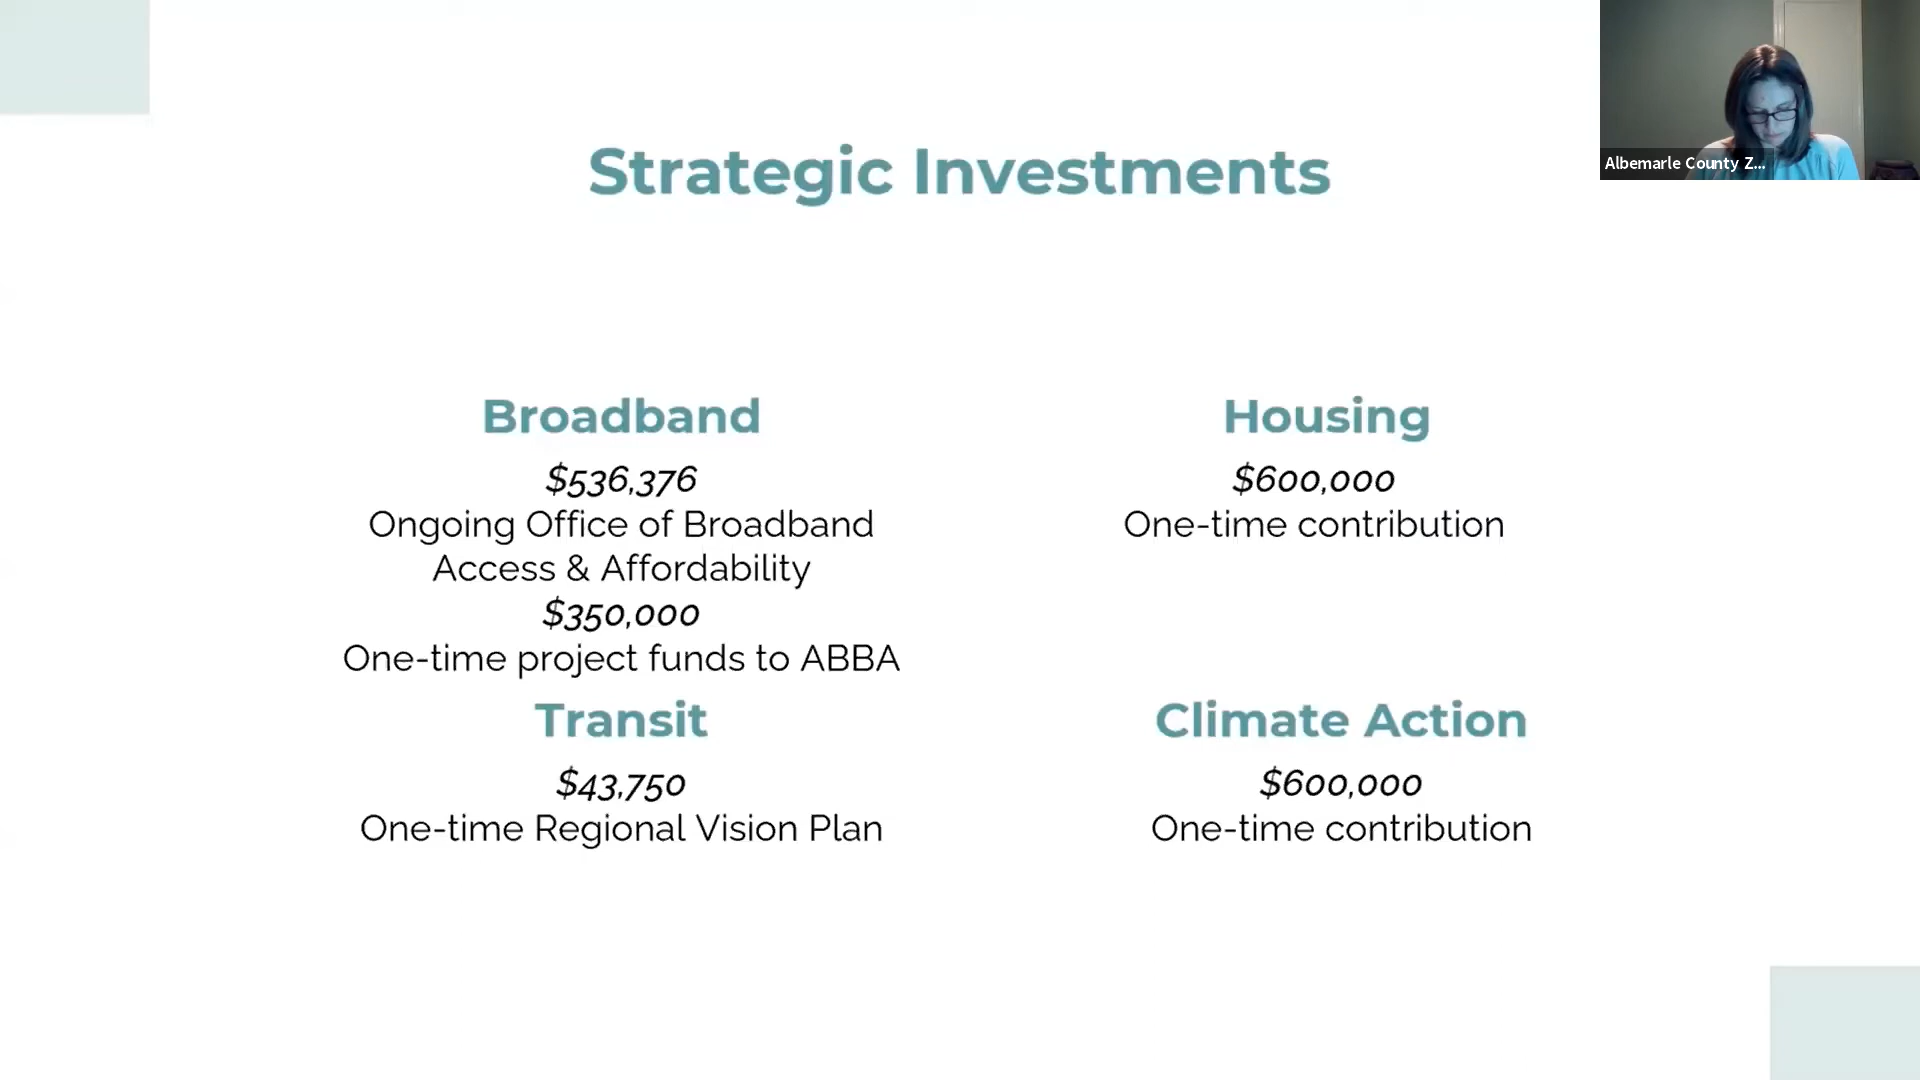 Strategic Investments
Albemarle County Z...
Broadband
$536,376
Ongoing Office of Broadband
Access & Affordability
$350,000
One-time project funds to ABBA
Housing
$600,000
One-time contribution
Transit
$43,750
One-time Regional Vision Plan
Climate Action
$600,000
One-time contribution